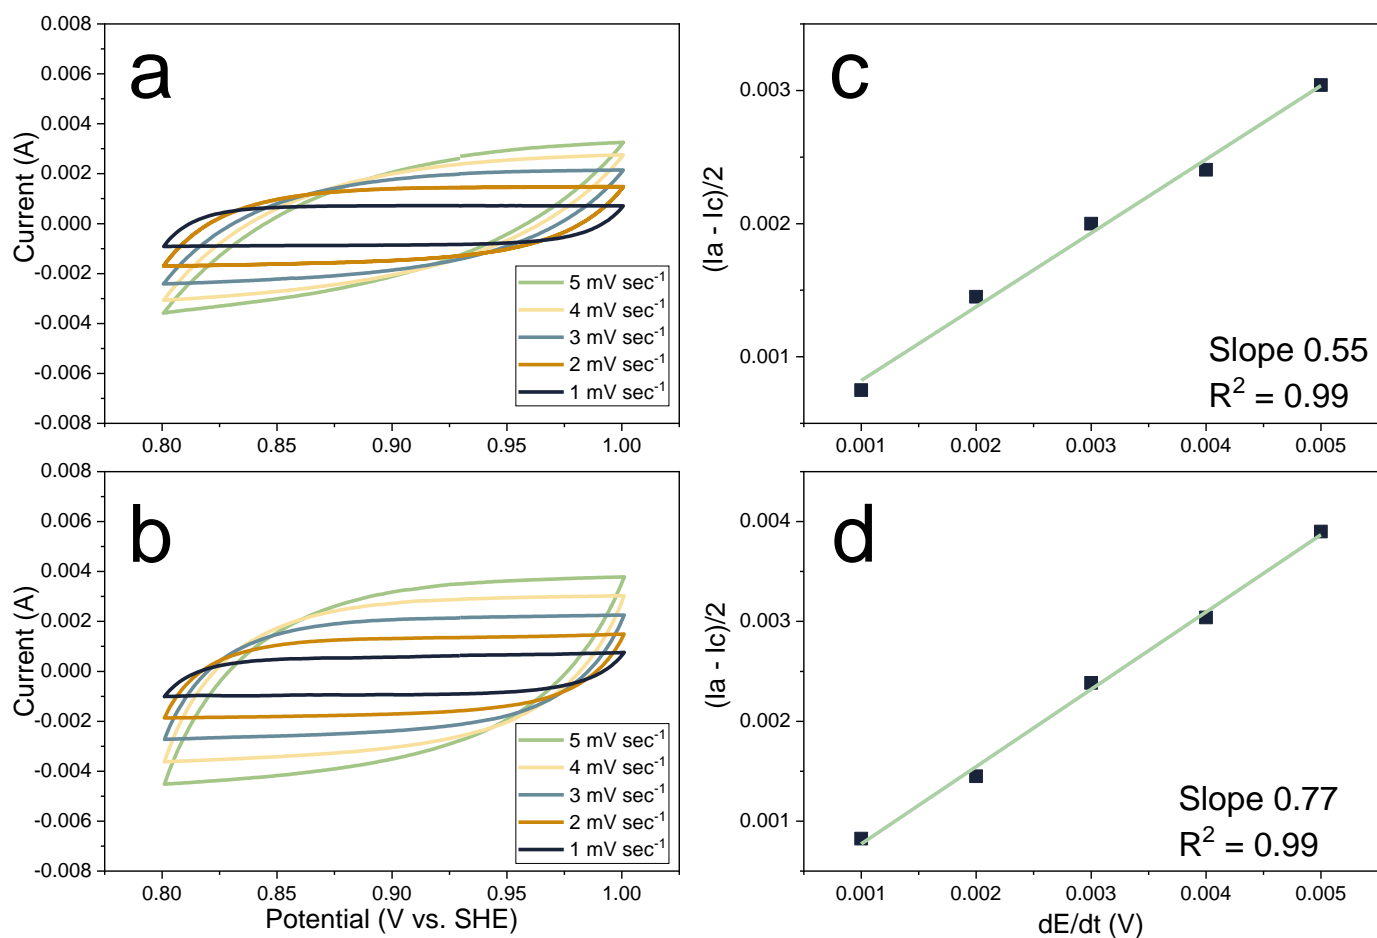 a
Current (A)
0.008
0.006
0.004
0.002
0.000
-0.002
-0.004
-0.006
-0.008
5 mV sec⁻¹
4 mV sec⁻¹
3 mV sec⁻¹
2 mV sec⁻¹
1 mV sec⁻¹
0.80 0.85 0.90 0.95 1.00
c
(Ia - Ic)/2
0.003
0.002
0.001
Slope 0.55
R² = 0.99
0.001 0.002 0.003 0.004 0.005
b
Current (A)
0.008
0.006
0.004
0.002
0.000
-0.002
-0.004
-0.006
-0.008
5 mV sec⁻¹
4 mV sec⁻¹
3 mV sec⁻¹
2 mV sec⁻¹
1 mV sec⁻¹
0.80 0.85 0.90 0.95 1.00
Potential (V vs. SHE)
d
(Ia - Ic)/2
0.004
0.003
0.002
0.001
Slope 0.77
R² = 0.99
0.001 0.002 0.003 0.004 0.005
dE/dt (V)